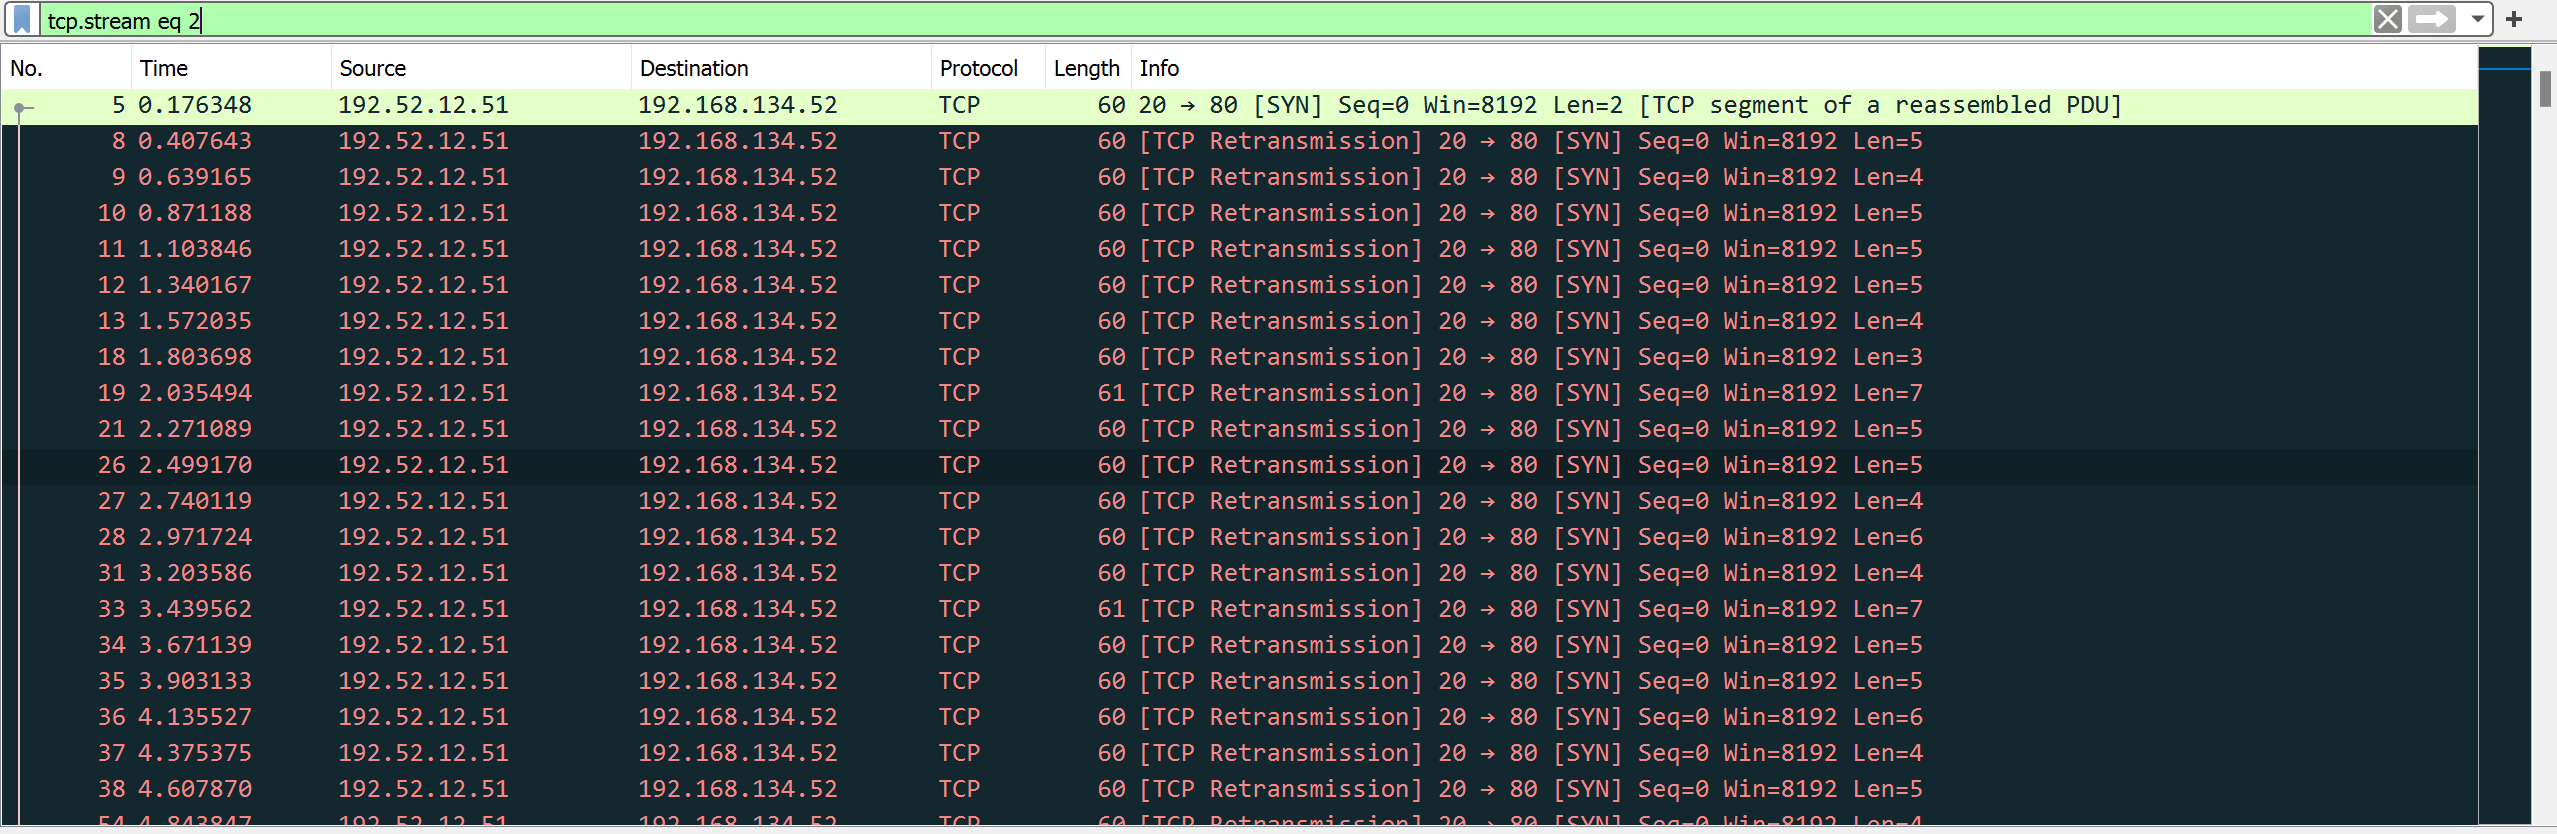 tcp.stream eq 2
No. Time Source Destination Protocol Length Info
5 0.176348 192.52.12.51 192.168.134.52 TCP 60 20 → 80 [SYN] Seq=0 Win=8192 Len=2 [TCP segment of a reassembled PDU]
8 0.407643 192.52.12.51 192.168.134.52 TCP 60 [TCP Retransmission] 20 → 80 [SYN] Seq=0 Win=8192 Len=5
9 0.639165 192.52.12.51 192.168.134.52 TCP 60 [TCP Retransmission] 20 → 80 [SYN] Seq=0 Win=8192 Len=4
10 0.871188 192.52.12.51 192.168.134.52 TCP 60 [TCP Retransmission] 20 → 80 [SYN] Seq=0 Win=8192 Len=5
11 1.103846 192.52.12.51 192.168.134.52 TCP 60 [TCP Retransmission] 20 → 80 [SYN] Seq=0 Win=8192 Len=5
12 1.340167 192.52.12.51 192.168.134.52 TCP 60 [TCP Retransmission] 20 → 80 [SYN] Seq=0 Win=8192 Len=5
13 1.572035 192.52.12.51 192.168.134.52 TCP 60 [TCP Retransmission] 20 → 80 [SYN] Seq=0 Win=8192 Len=4
18 1.803698 192.52.12.51 192.168.134.52 TCP 60 [TCP Retransmission] 20 → 80 [SYN] Seq=0 Win=8192 Len=3
19 2.035494 192.52.12.51 192.168.134.52 TCP 61 [TCP Retransmission] 20 → 80 [SYN] Seq=0 Win=8192 Len=7
21 2.271089 192.52.12.51 192.168.134.52 TCP 60 [TCP Retransmission] 20 → 80 [SYN] Seq=0 Win=8192 Len=5
26 2.499170 192.52.12.51 192.168.134.52 TCP 60 [TCP Retransmission] 20 → 80 [SYN] Seq=0 Win=8192 Len=5
27 2.740119 192.52.12.51 192.168.134.52 TCP 60 [TCP Retransmission] 20 → 80 [SYN] Seq=0 Win=8192 Len=4
28 2.971724 192.52.12.51 192.168.134.52 TCP 60 [TCP Retransmission] 20 → 80 [SYN] Seq=0 Win=8192 Len=6
31 3.203586 192.52.12.51 192.168.134.52 TCP 60 [TCP Retransmission] 20 → 80 [SYN] Seq=0 Win=8192 Len=4
33 3.439562 192.52.12.51 192.168.134.52 TCP 61 [TCP Retransmission] 20 → 80 [SYN] Seq=0 Win=8192 Len=7
34 3.671139 192.52.12.51 192.168.134.52 TCP 60 [TCP Retransmission] 20 → 80 [SYN] Seq=0 Win=8192 Len=5
35 3.903133 192.52.12.51 192.168.134.52 TCP 60 [TCP Retransmission] 20 → 80 [SYN] Seq=0 Win=8192 Len=5
36 4.135527 192.52.12.51 192.168.134.52 TCP 60 [TCP Retransmission] 20 → 80 [SYN] Seq=0 Win=8192 Len=6
37 4.375375 192.52.12.51 192.168.134.52 TCP 60 [TCP Retransmission] 20 → 80 [SYN] Seq=0 Win=8192 Len=4
38 4.607870 192.52.12.51 192.168.134.52 TCP 60 [TCP Retransmission] 20 → 80 [SYN] Seq=0 Win=8192 Len=5
54 4.843847 192.52.12.51 192.168.134.52 TCP 60 [TCP Retransmission] 20 → 80 [SYN] Seq=0 Win=8192 Len=4